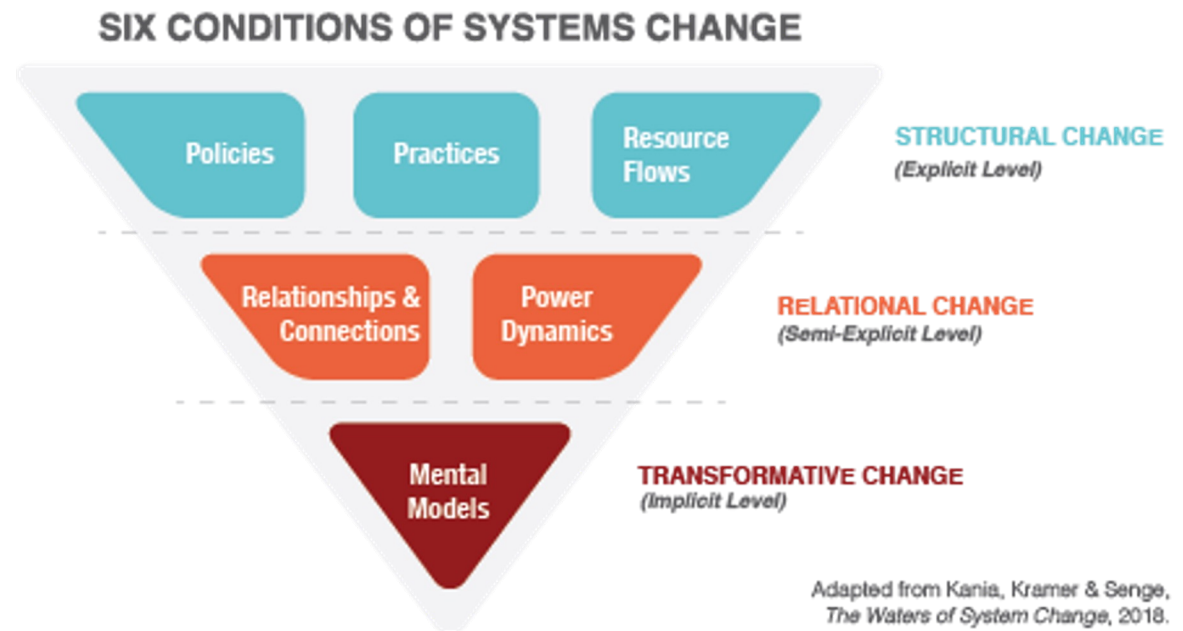 SIX CONDITIONS OF SYSTEMS CHANGE
Policies
Practices
Resource
Flows
STRUCTURAL CHANGE
(Explicit Level)
Relationships &
Connections
Power
Dynamics
RELATIONAL CHANGE
(Semi-Explicit Level)
Mental
Models
TRANSFORMATIVE CHANGE
(Implicit Level)
Adapted from Kania, Kramer & Senge,
The Waters of System Change, 2018.